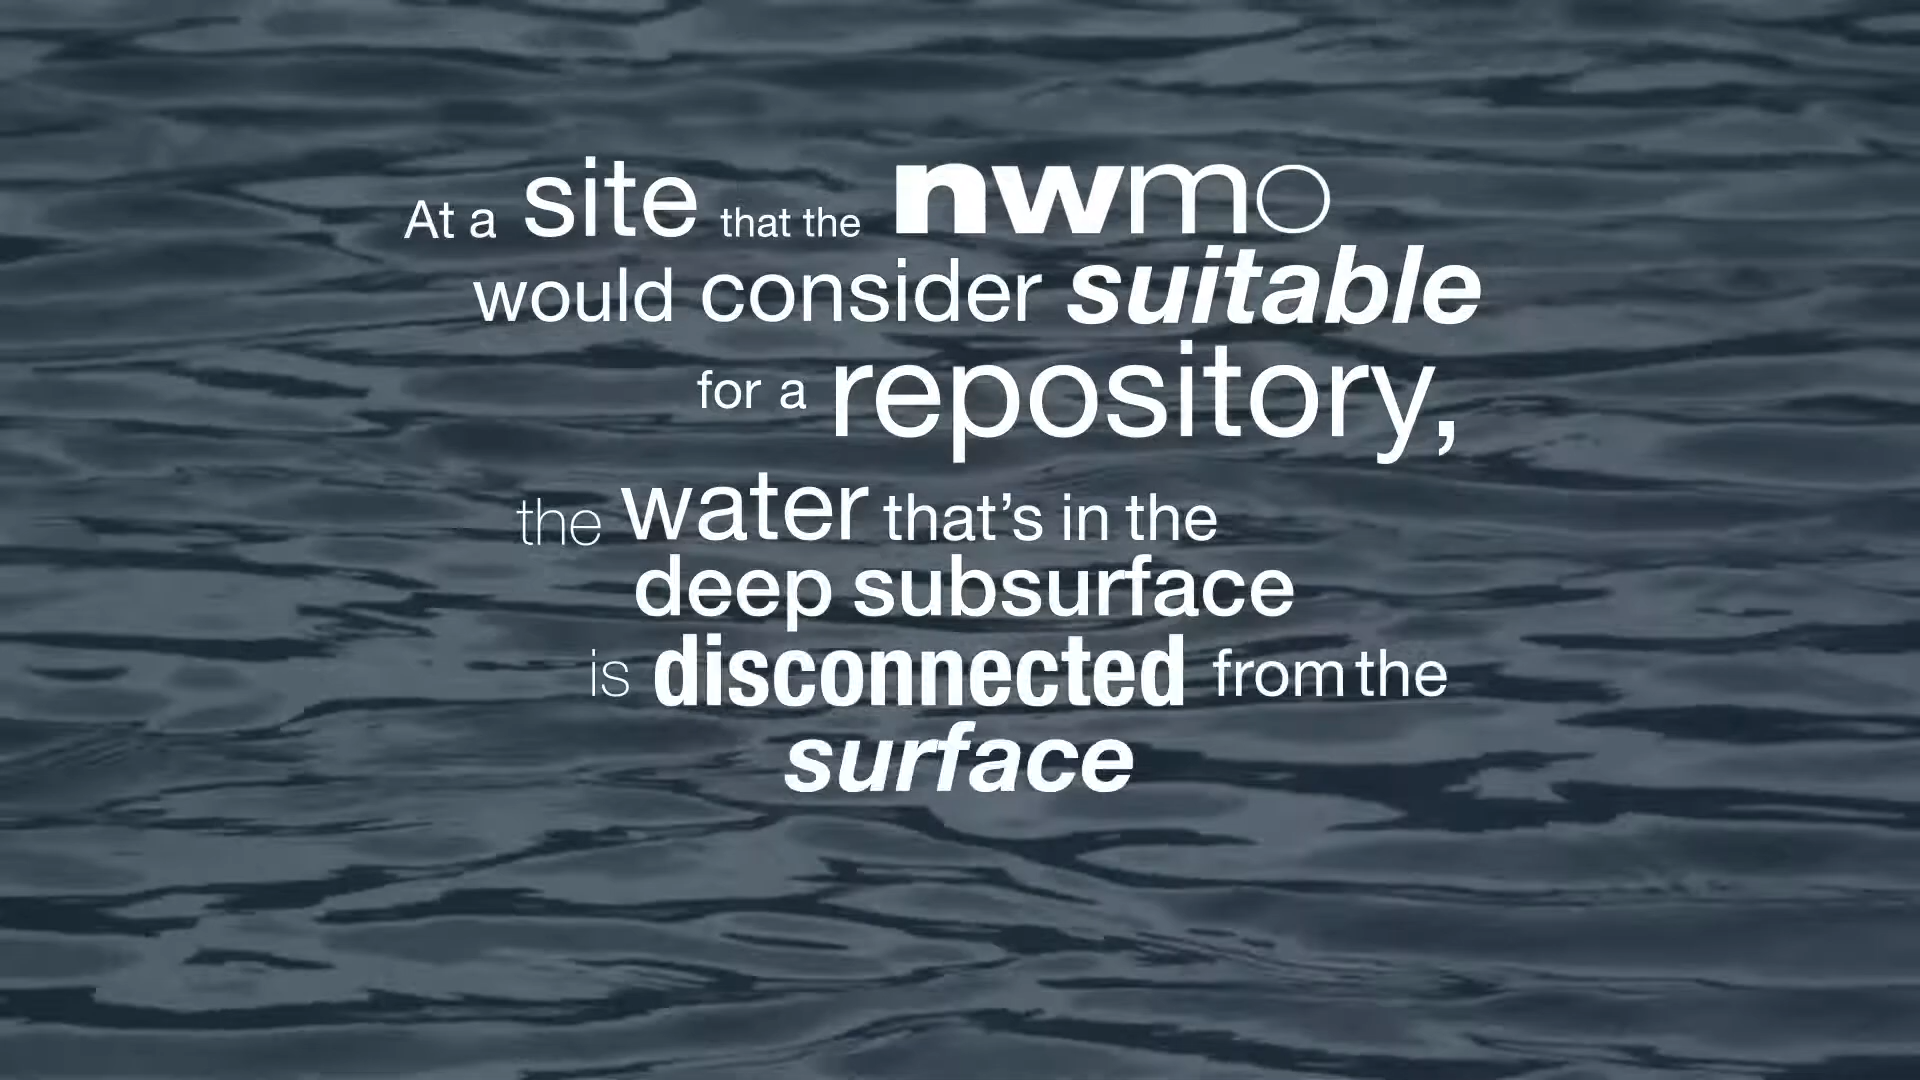 At a site that the nwmo
would consider suitable
for a repository,
the water that's in the
deep subsurface
is disconnected from the
surface